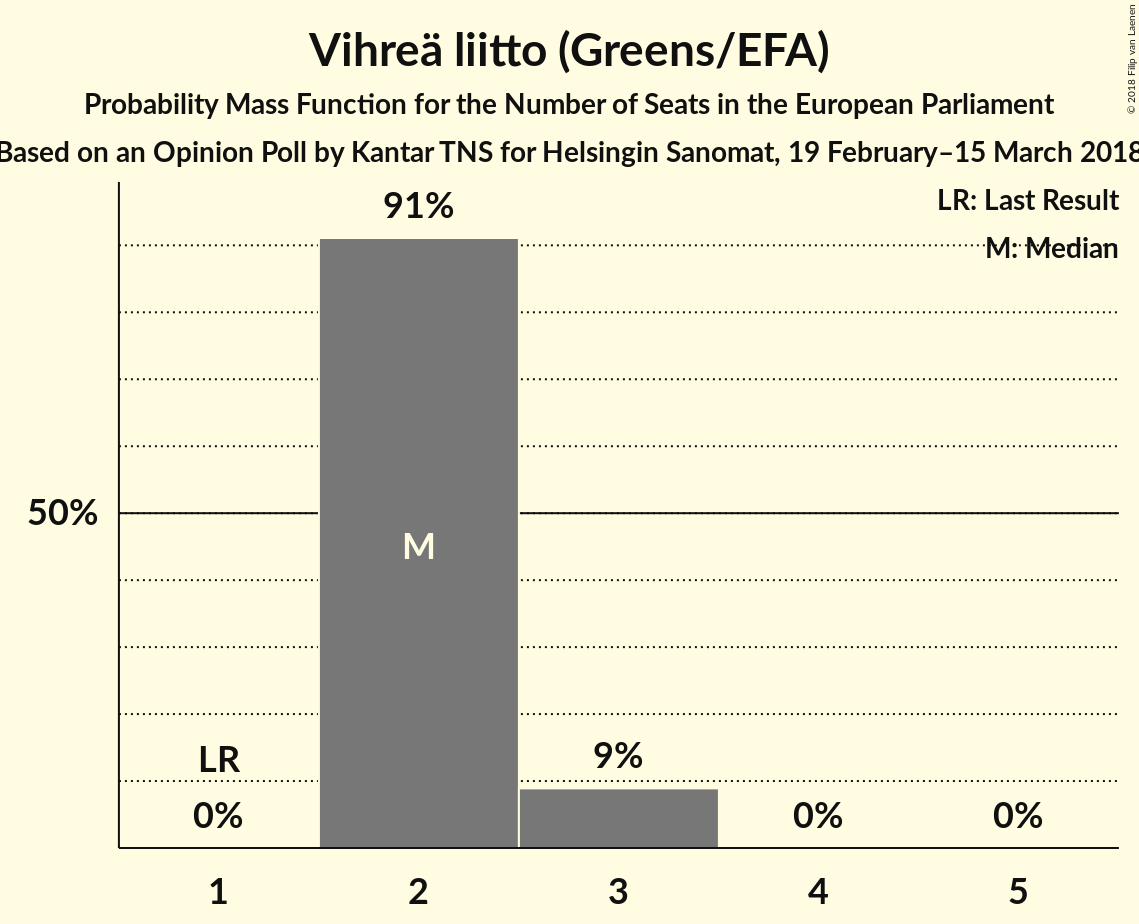 Vihreä liitto (Greens/EFA)
Probability Mass Function for the Number of Seats in the European Parliament
Based on an Opinion Poll by Kantar TNS for Helsingin Sanomat, 19 February–15 March 2018
© 2018 Filip van Laenen
LR: Last Result
M: Median
91%
50%
M
LR
0%
9%
0%
0%
1
2
3
4
5